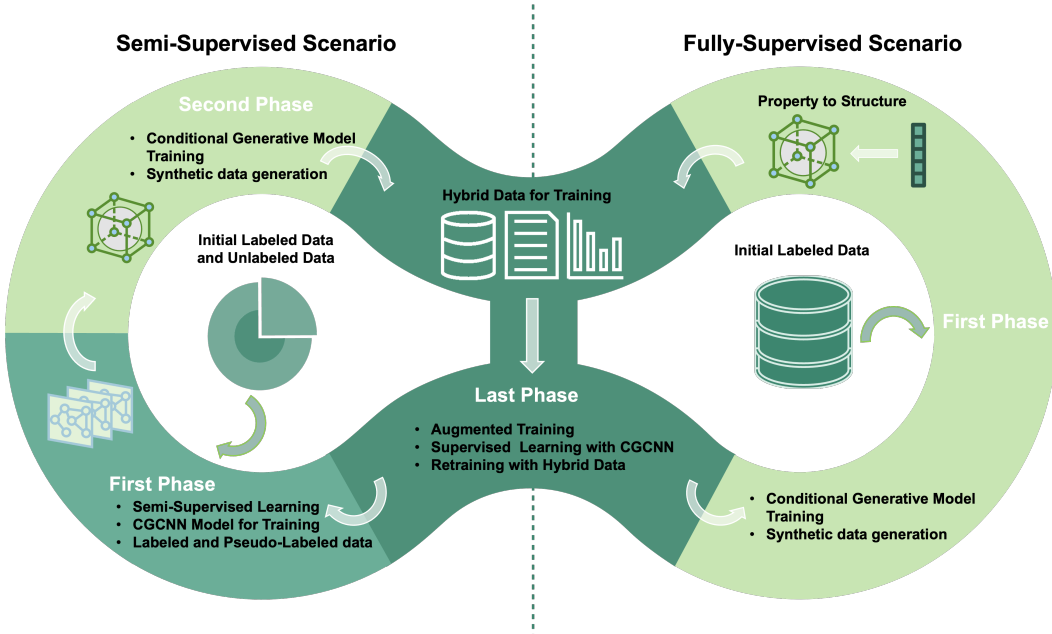 Semi-Supervised Scenario
Fully-Supervised Scenario
Second Phase
• Conditional Generative Model
Training
• Synthetic data generation
Initial Labeled Data
and Unlabeled Data
First Phase
• Semi-Supervised Learning
• CGCNN Model for Training
• Labeled and Pseudo-Labeled data
Hybrid Data for Training
Last Phase
• Augmented Training
• Supervised Learning with CGCNN
• Retraining with Hybrid Data
Property to Structure
Initial Labeled Data
First Phase
• Conditional Generative Model
Training
• Synthetic data generation